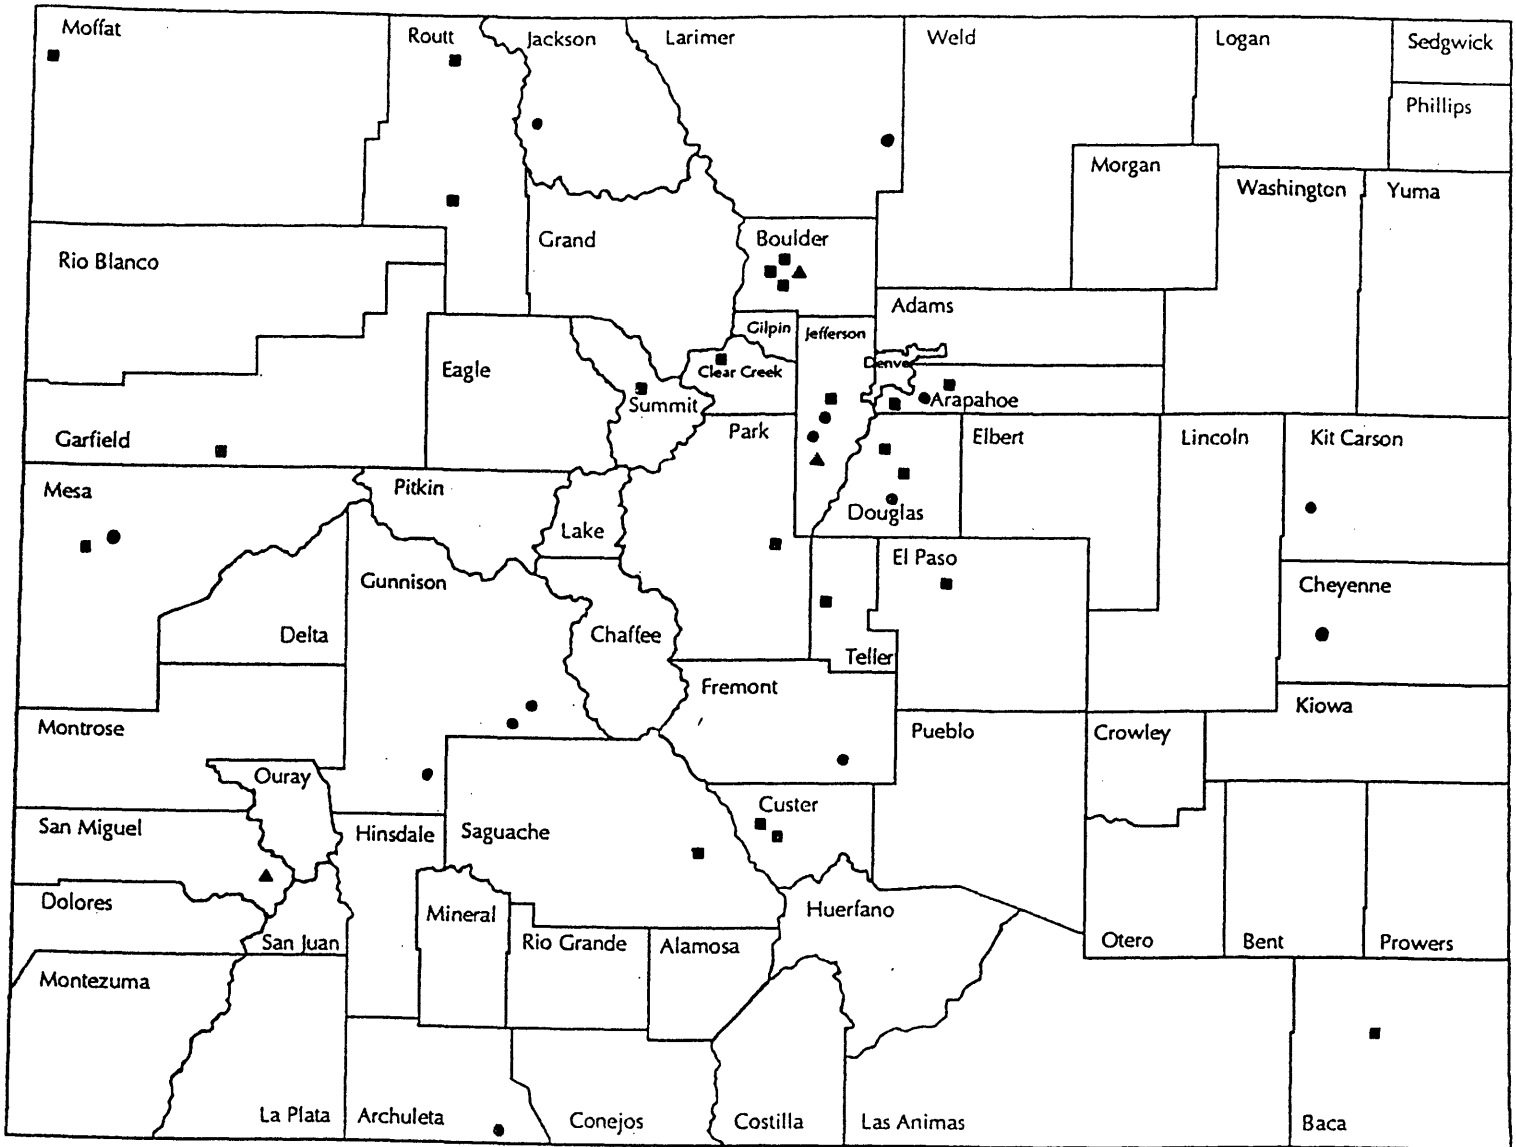 Moffat
Routt
Jackson
Larimer
Weld
Logan
Sedgwick
Phillips
Morgan
Washington
Yuma
Rio Blanco
Grand
Boulder
Adams
Gilpin
Jefferson
Denve
Clear Creek
Eagle
Summit
Arapahoe
Garfield
Park
Elbert
Lincoln
Kit Carson
Mesa
Pitkin
Lake
Douglas
El Paso
Gunnison
Cheyenne
Delta
Chaffee
Teller
Fremont
Kiowa
Montrose
Pueblo
Crowley
Ouray
Custer
San Miguel
Hinsdale
Saguache
Dolores
Mineral
Huerfano
San Juan
Rio Grande
Alamosa
Otero
Bent
Prowers
Montezuma
La Plata
Archuleta
Conejos
Costilla
Las Animas
Baca